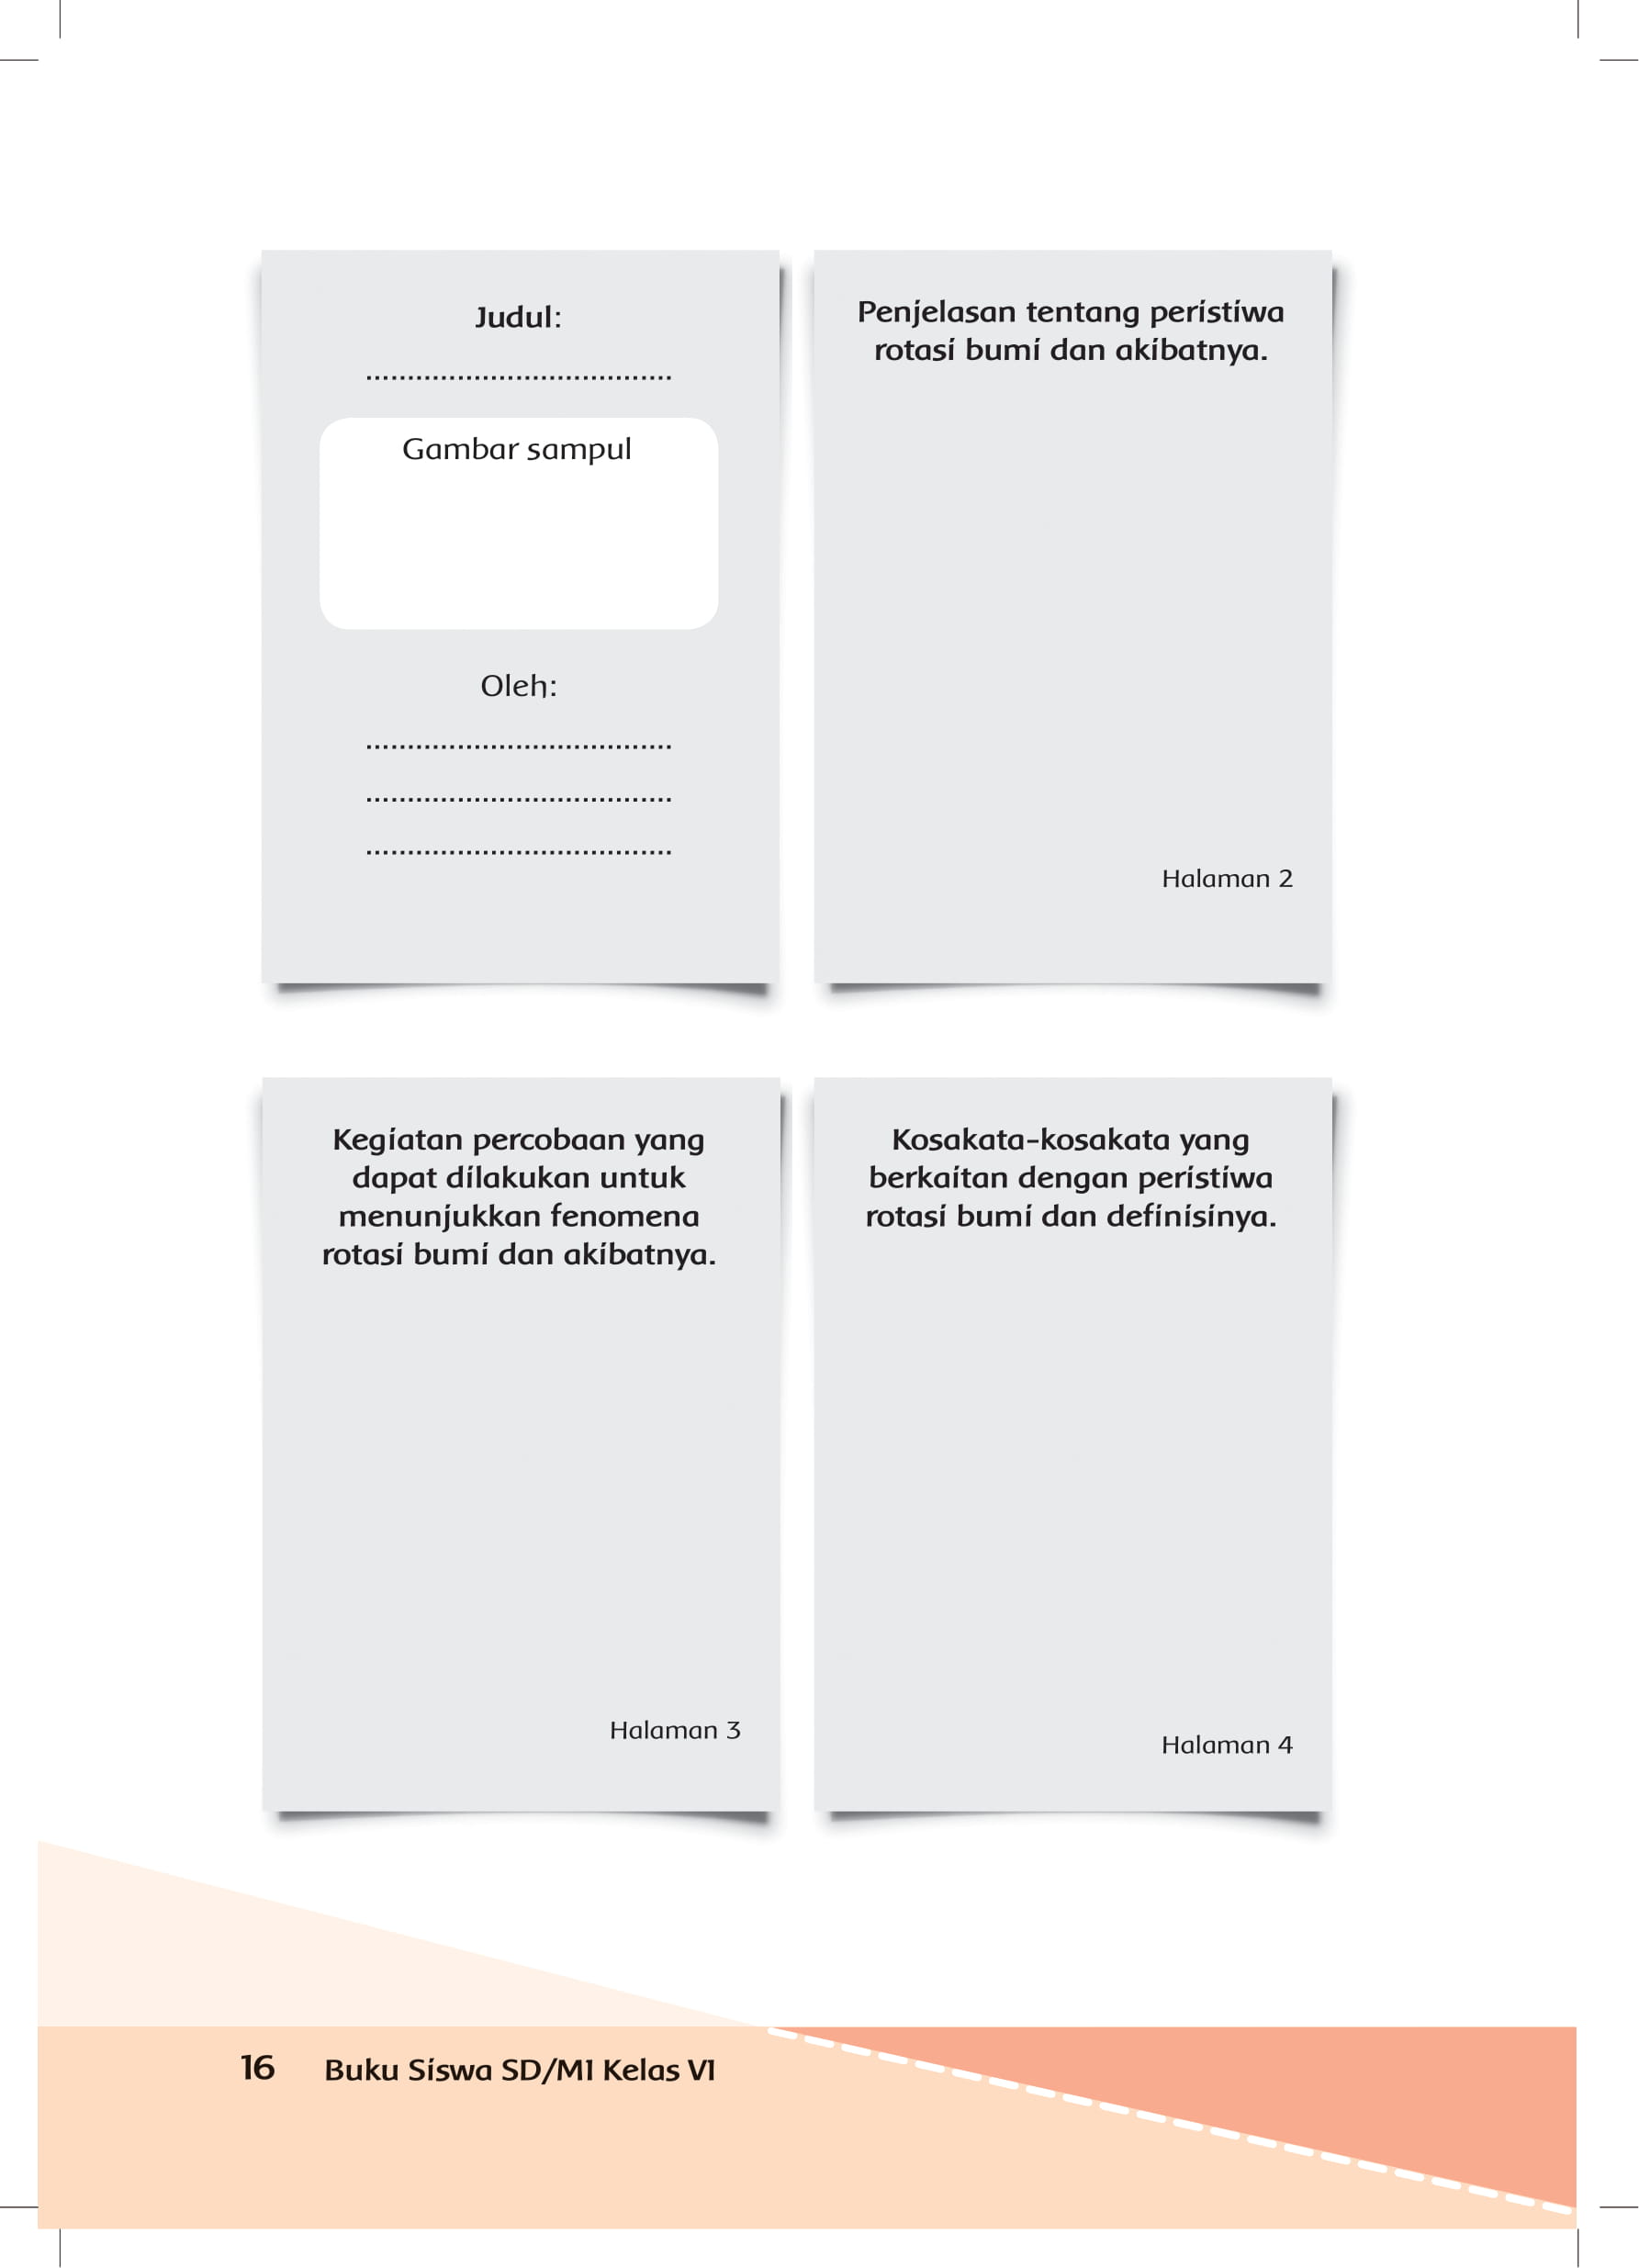 Judul:
....................................
Gambar sampul
Oleh:
....................................
....................................
....................................
Penjelasan tentang peristiwa
rotasi bumi dan akibatnya.
Halaman 2
Kegiatan percobaan yang
dapat dilakukan untuk
menunjukkan fenomena
rotasi bumi dan akibatnya.
Halaman 3
Kosakata-kosakata yang
berkaitan dengan peristiwa
rotasi bumi dan definisinya.
Halaman 4
16 Buku Siswa SD/MI Kelas VI